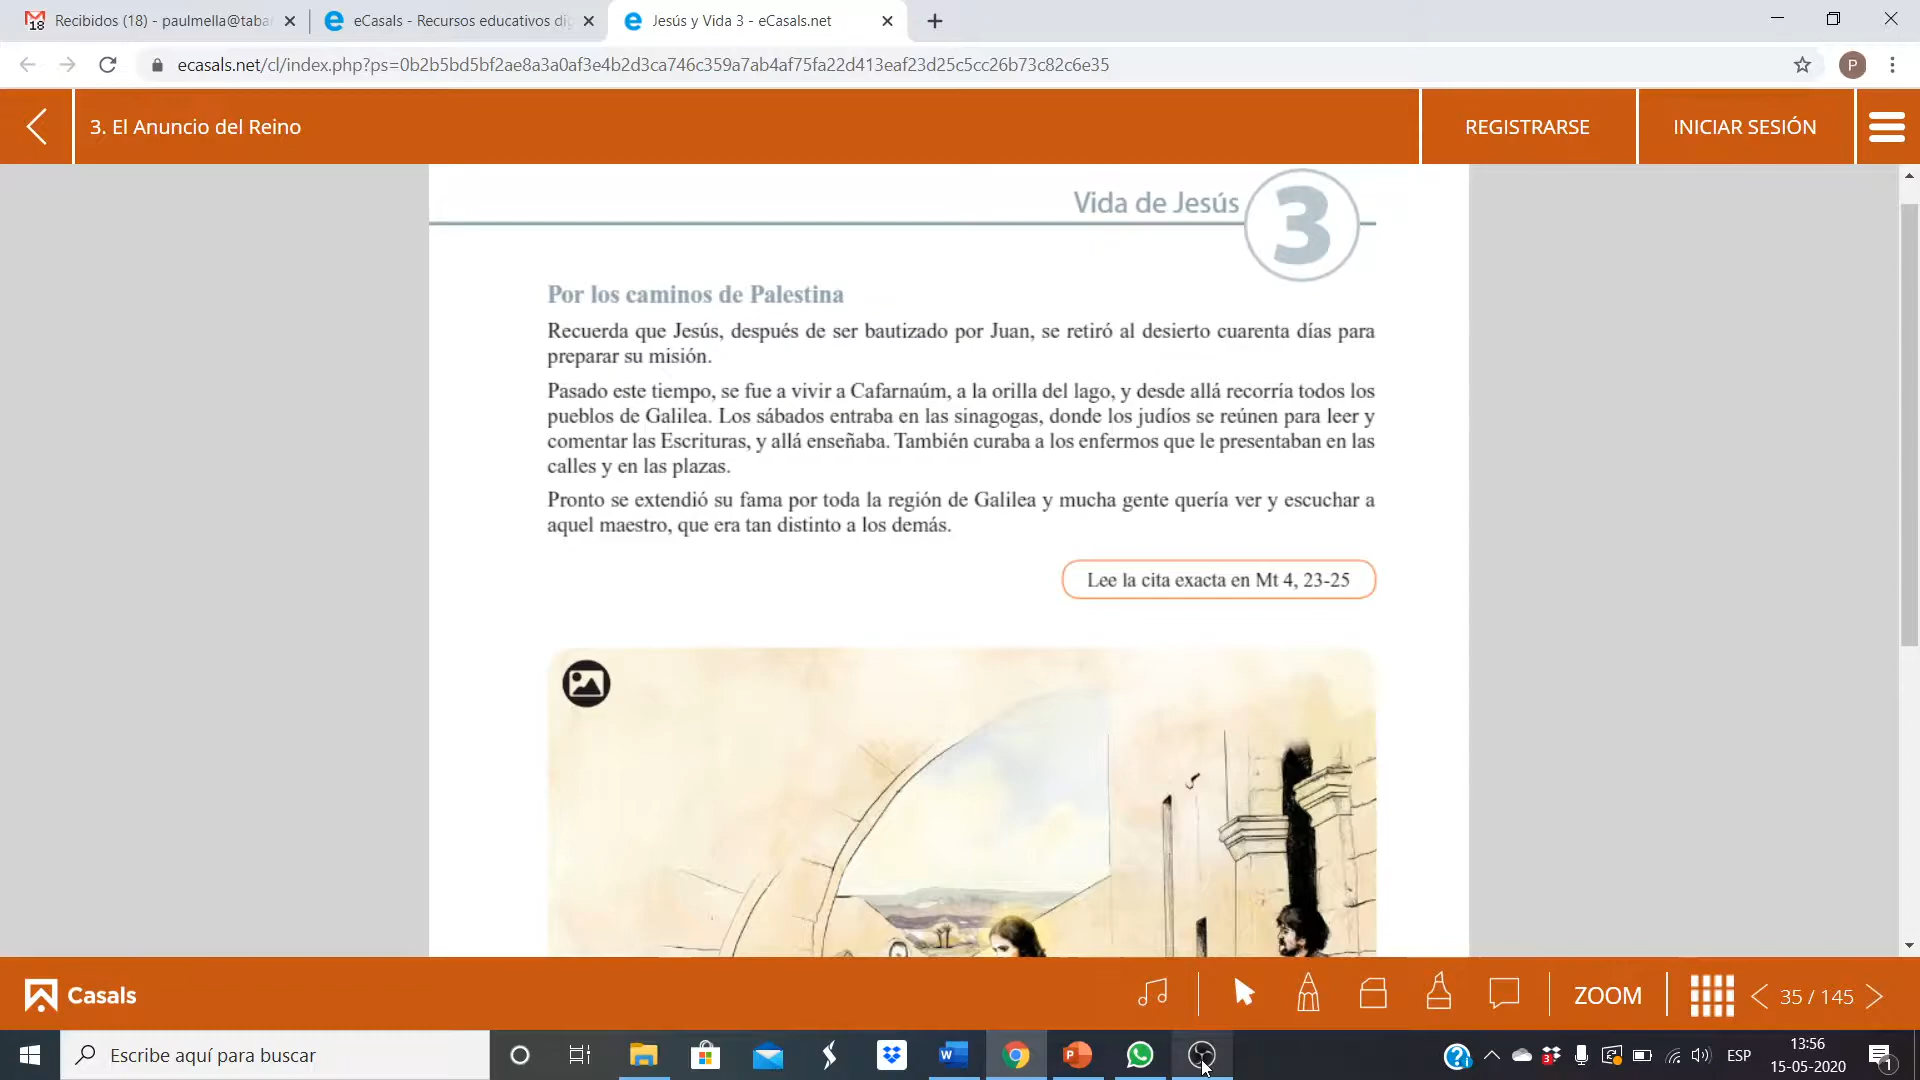 Recibidos (18) - paulmella@taba
eCasals - Recursos educativos di
Jesús y Vida 3 - eCasals.net
ecasals.net/cl/index.php?ps=0b2b5bd5bf2ae8a3a0af3e4b2d3ca746c359a7ab4af75fa22d413eaf23d25c5cc26b73c82c6e35
P
3. El Anuncio del Reino
REGISTRARSE
INICIAR SESIÓN
Vida de Jesús
3
Por los caminos de Palestina
Recuerda que Jesús, después de ser bautizado por Juan, se retiró al desierto cuarenta días para
preparar su misión.
Pasado este tiempo, se fue a vivir a Cafarnaúm, a la orilla del lago, y desde allá recorría todos los
pueblos de Galilea. Los sábados entraba en las sinagogas, donde los judíos se reúnen para leer y
comentar las Escrituras, y allá enseñaba. También curaba a los enfermos que le presentaban en las
calles y en las plazas.
Pronto se extendió su fama por toda la región de Galilea y mucha gente quería ver y escuchar a
aquel maestro, que era tan distinto a los demás.
Lee la cita exacta en Mt 4, 23-25
Casals
ZOOM
35 / 145
Escribe aquí para buscar
ESP
13:56
15-05-2020
1